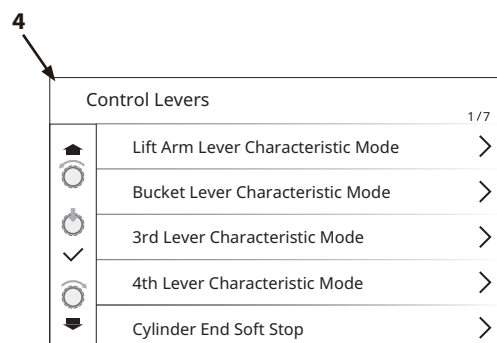 4
Control Levers
1/7
Lift Arm Lever Characteristic Mode
Bucket Lever Characteristic Mode
3rd Lever Characteristic Mode
4th Lever Characteristic Mode
Cylinder End Soft Stop